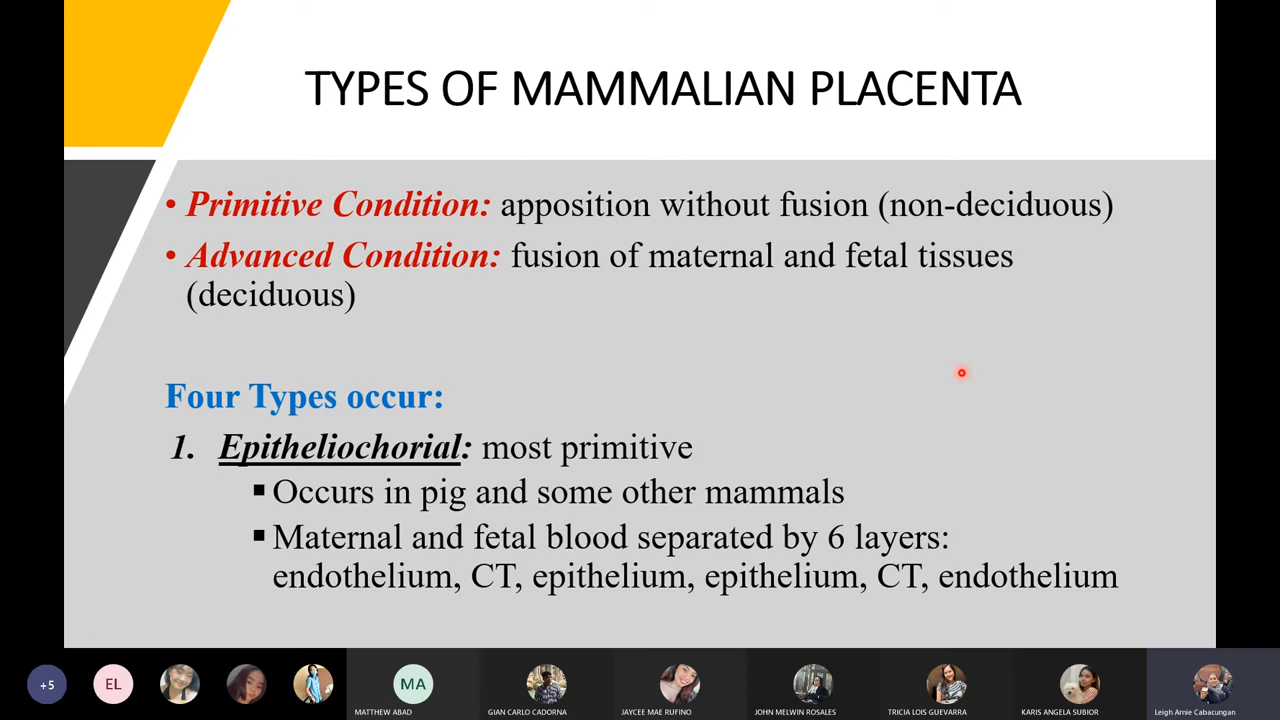 TYPES OF MAMMALIAN PLACENTA
• Primitive Condition: apposition without fusion (non-deciduous)
• Advanced Condition: fusion of maternal and fetal tissues
(deciduous)
Four Types occur:
1. Epitheliochorial: most primitive
▪ Occurs in pig and some other mammals
▪ Maternal and fetal blood separated by 6 layers:
endothelium, CT, epithelium, epithelium, CT, endothelium
+5
EL
MA
MATTHEW ABAD
GIAN CARLO CADORNA
JAYCEE MAE RUFINO
JOHN MELWIN ROSALES
TRICIA LOIS GUEVARRA
KARIS ANGELA SUBIOR
Leigh Arnie Cabacungan